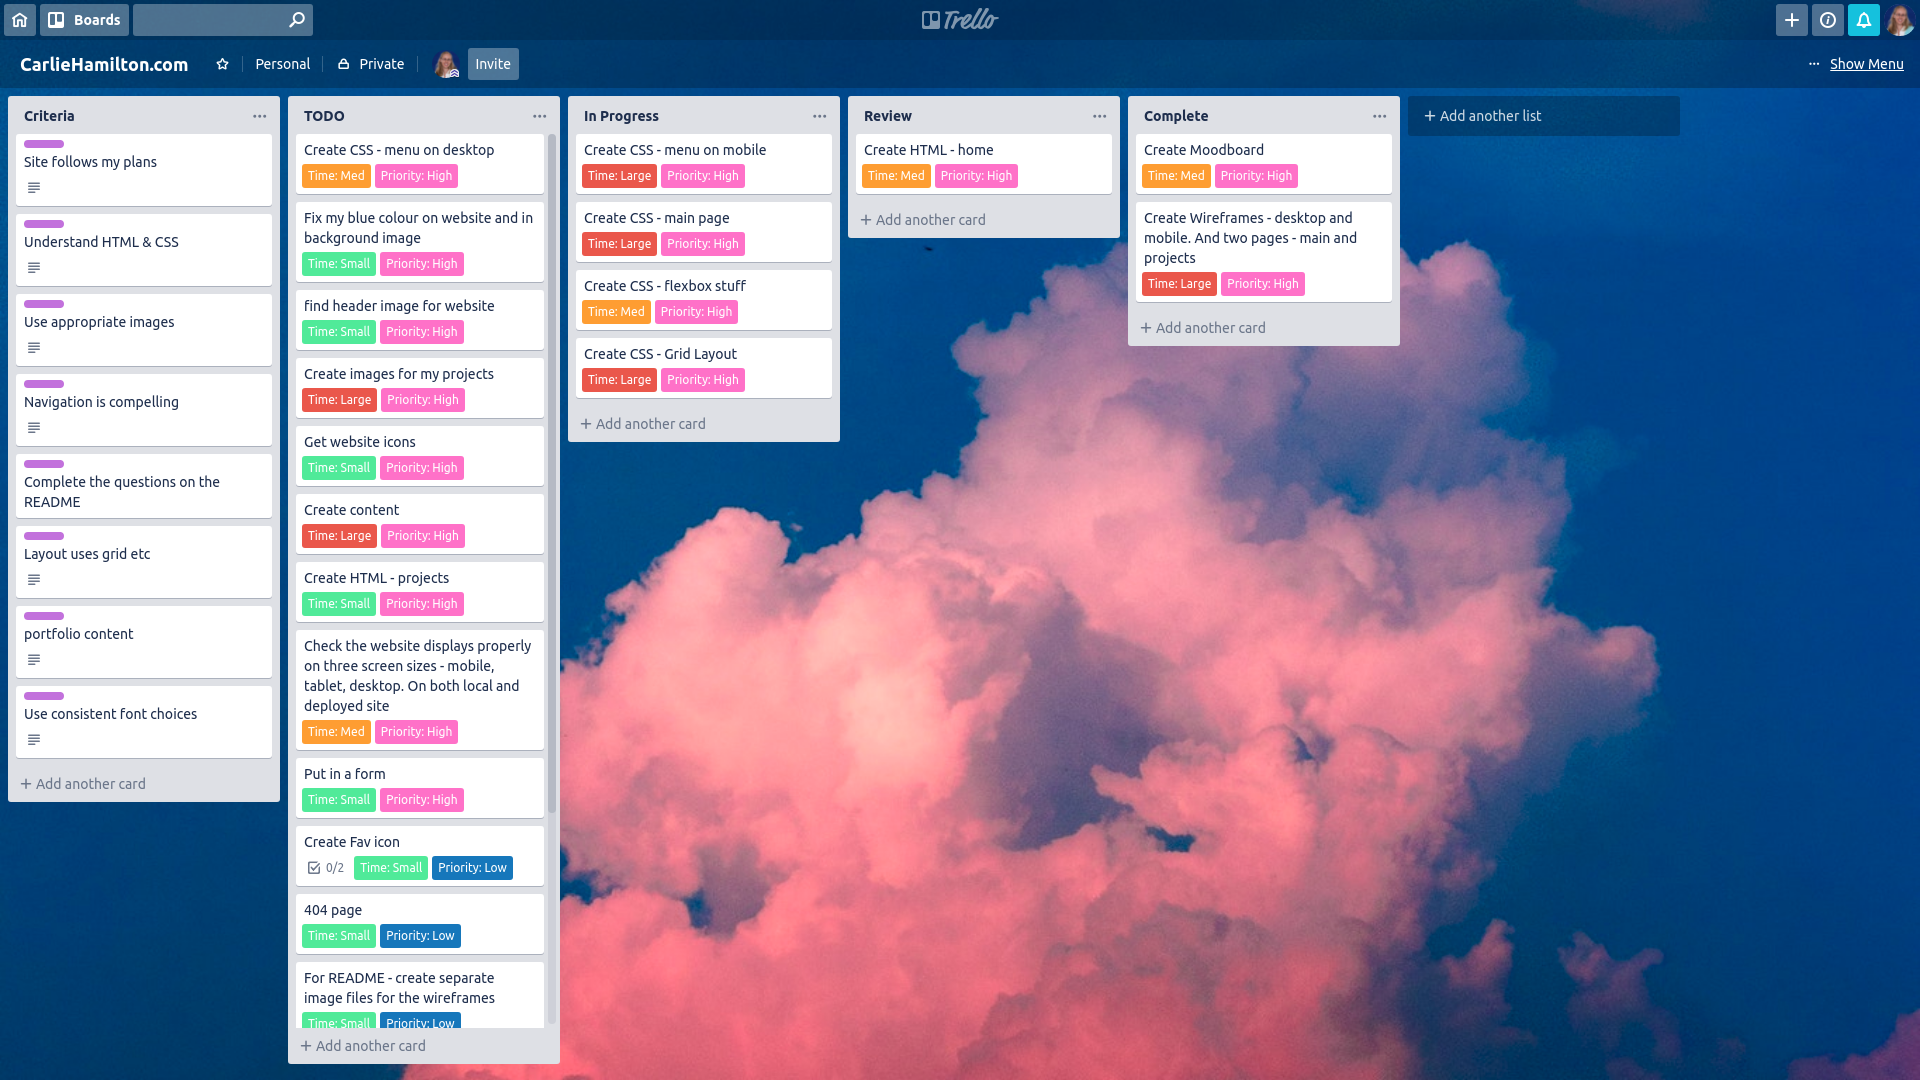 Boards
Trello
CarlieHamilton.com
Personal
Private
Invite
Show Menu
Criteria
Site follows my plans
Understand HTML & CSS
Use appropriate images
Navigation is compelling
Complete the questions on the
README
Layout uses grid etc
portfolio content
Use consistent font choices
+ Add another card
TODO
Create CSS - menu on desktop
Time: Med Priority: High
Fix my blue colour on website and in
background image
Time: Small Priority: High
find header image for website
Time: Small Priority: High
Create images for my projects
Time: Large Priority: High
Get website icons
Time: Small Priority: High
Create content
Time: Large Priority: High
Create HTML - projects
Time: Small Priority: High
Check the website displays properly
on three screen sizes - mobile,
tablet, desktop. On both local and
deployed site
Time: Med Priority: High
Put in a form
Time: Small Priority: High
Create Fav icon
0/2 Time: Small Priority: Low
404 page
Time: Small Priority: Low
For README - create separate
image files for the wireframes
Time: Small Priority: Low
+ Add another card
In Progress
Create CSS - menu on mobile
Time: Large Priority: High
Create CSS - main page
Time: Large Priority: High
Create CSS - flexbox stuff
Time: Med Priority: High
Create CSS - Grid Layout
Time: Large Priority: High
+ Add another card
Review
Create HTML - home
Time: Med Priority: High
+ Add another card
Complete
Create Moodboard
Time: Med Priority: High
Create Wireframes - desktop and
mobile. And two pages - main and
projects
Time: Large Priority: High
+ Add another card
+ Add another list